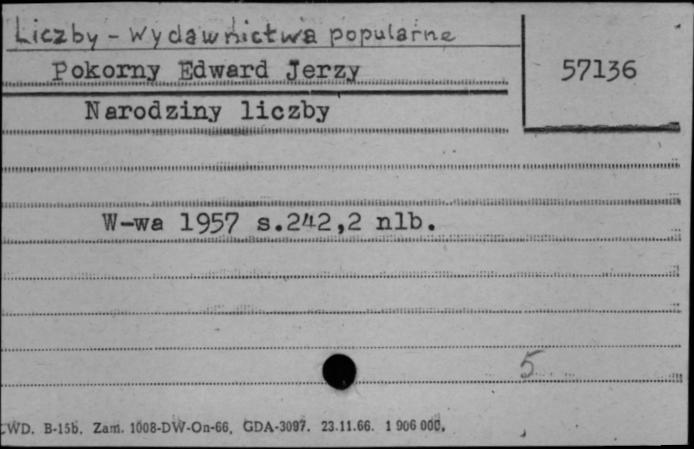 Liczby - Wydawnictwa popularne
Pokorny Edward Jerzy
57136
Narodziny liczby
W-wa 1957 s.242,2 nlb.
5
CWD. B-15b. Zam. 1008-DW-On-66. GDA-3097. 23.11.66. 1 906 000.